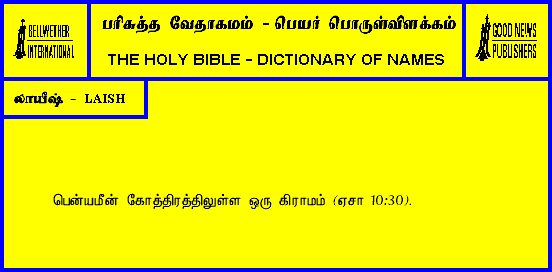 BELLWETHER
INTERNATIONAL
பரிசுத்த வேதாகமம் - பெயர் பொருள்விளக்கம்
THE HOLY BIBLE - DICTIONARY OF NAMES
GOOD NEWS
PUBLISHERS
லாயீஷ் - LAISH
பென்யமீன் கோத்திரத்திலுள்ள ஒரு கிராமம் (ஏசா 10:30).